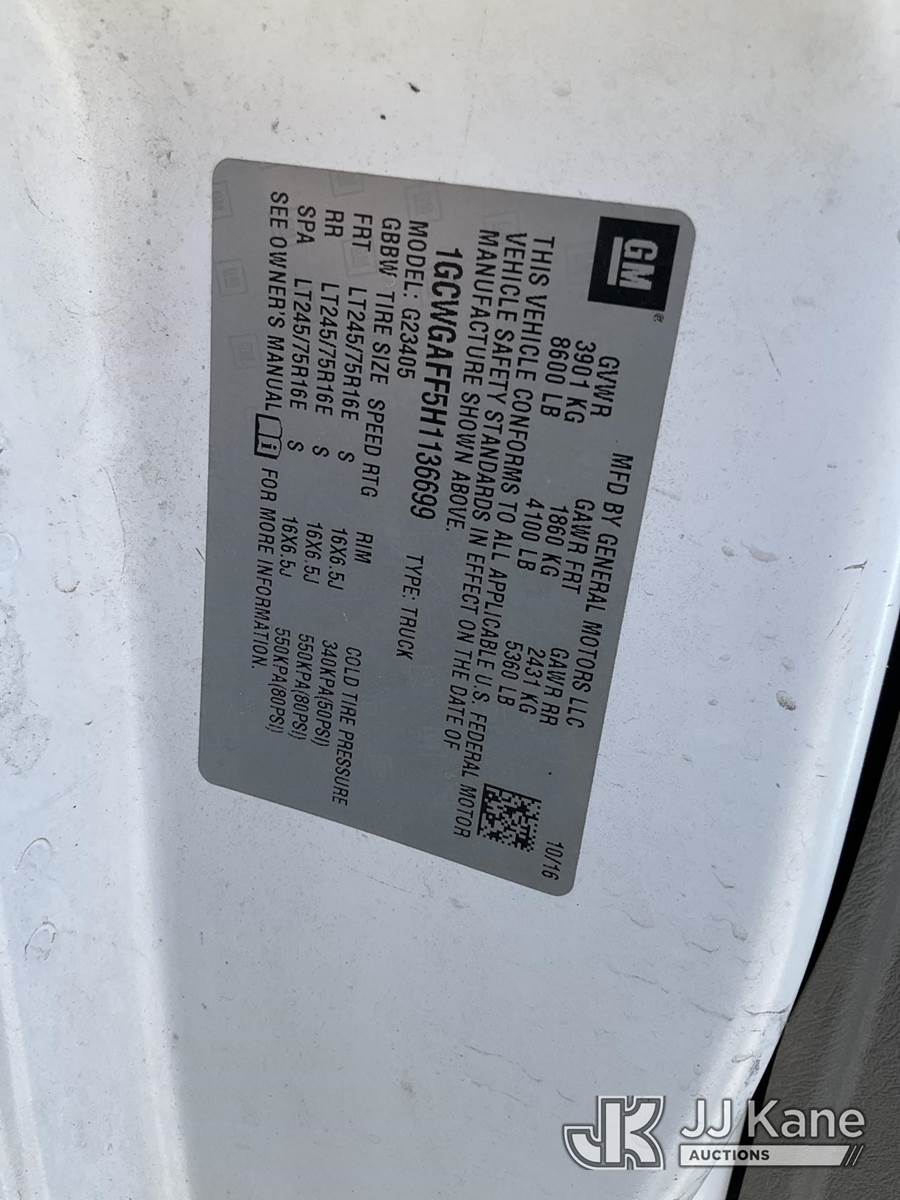 GM
®
MFD BY GENERAL MOTORS LLC
10/16
GVWR GAWR FRT GAWR RR
3901 KG 1860 KG 2431 KG
8600 LB 4100 LB 5360 LB
THIS VEHICLE CONFORMS TO ALL APPLICABLE U.S. FEDERAL MOTOR
VEHICLE SAFETY STANDARDS IN EFFECT ON THE DATE OF
MANUFACTURE SHOWN ABOVE.
1GCWGAFF5H1136699 TYPE: TRUCK
MODEL: G23405
GBBW TIRE SIZE SPEED RTG RIM COLD TIRE PRESSURE
FRT LT245/75R16E S 16X6.5J 340KPA(50PSI)
RR LT245/75R16E S 16X6.5J 550KPA(80PSI)
SPA LT245/75R16E S 16X6.5J 550KPA(80PSI)
SEE OWNER'S MANUAL i FOR MORE INFORMATION.
JK JJ Kane
AUCTIONS